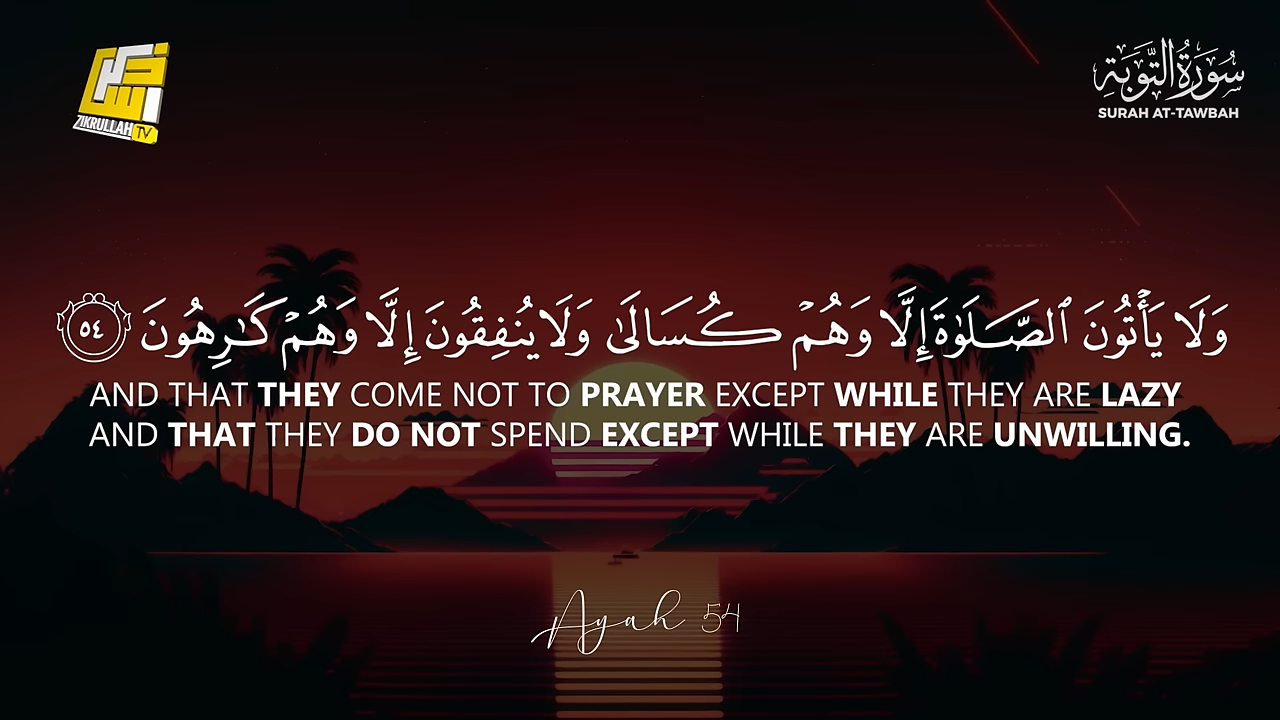 ذكر الله
ZIKRULLAH TV
سُورَةُ التَّوْبَةِ
SURAH AT-TAWBAH
وَلَا يَأْتُونَ ٱلصَّلَوٰةَ إِلَّا وَهُمْ كُسَالَىٰ وَلَا يُنفِقُونَ إِلَّا وَهُمْ كَـٰرِهُونَ ٥٤
AND THAT THEY COME NOT TO PRAYER EXCEPT WHILE THEY ARE LAZY
AND THAT THEY DO NOT SPEND EXCEPT WHILE THEY ARE UNWILLING.
Ayah 54